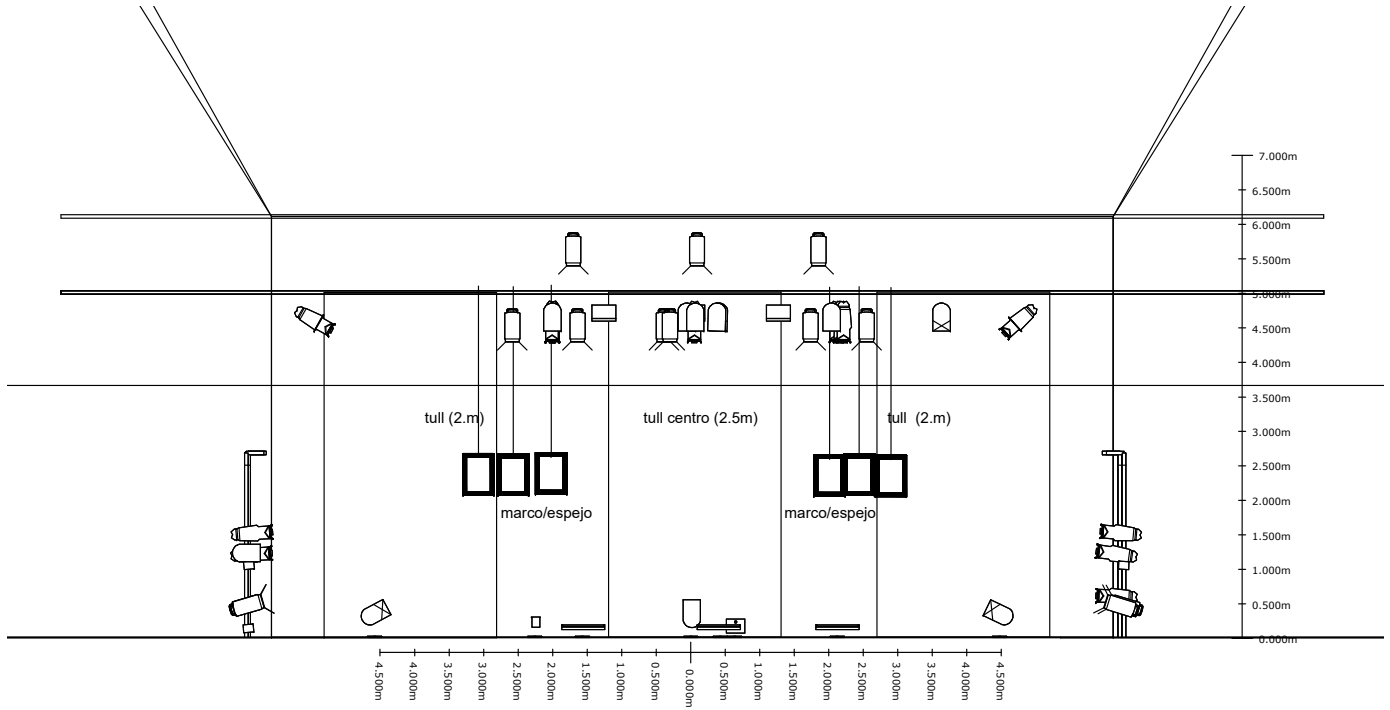 7.000m
6.500m
6.000m
5.500m
5.000m
4.500m
4.000m
3.500m
tull (2.m)
tull centro (2.5m)
tull (2.m)
3.000m
2.500m
2.000m
marco/espejo
marco/espejo
1.500m
1.000m
0.500m
0.000m
4.500m
4.000m
3.500m
3.000m
2.500m
2.000m
1.500m
1.000m
0.500m
0.000m
0.500m
1.000m
1.500m
2.000m
2.500m
3.000m
3.500m
4.000m
4.500m